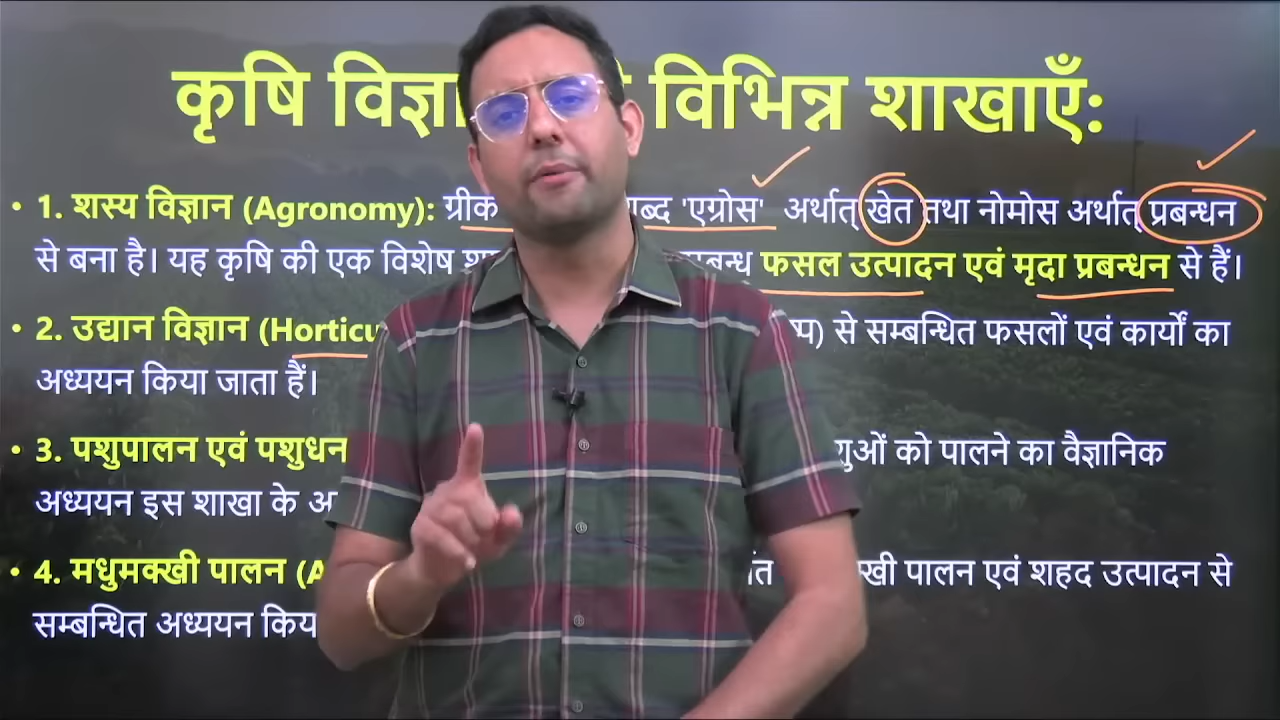 कृषि विभिन्न शाखाएँ:
• 1. शस्य विज्ञान (Agronomy): ग्रीक 'एग्रोस' अर्थात् खेत तथा नोमोस अर्थात् प्रबन्धन
से बना है। यह कृषि की एक विशेष फसल उत्पादन एवं मृदा प्रबन्धन से हैं।
• 2. उद्यान विज्ञान से सम्बन्धित फसलों एवं कार्यों का
अध्ययन किया जाता हैं।
• 3. पशुपालन एवं पशुधन को पालने का वैज्ञानिक
अध्ययन इस शाखा के
• 4. मधुमक्खी पालन पालन एवं शहद उत्पादन से
सम्बन्धित अध्ययन